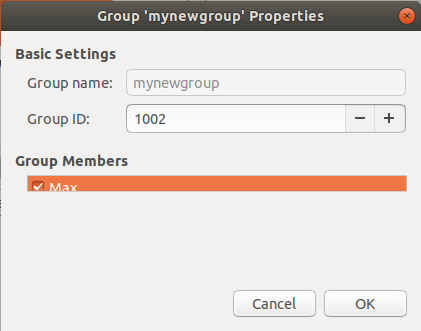 Group 'mynewgroup' Properties
Basic Settings
Group name: mynewgroup
Group ID: 1002
Group Members
Max
Cancel OK